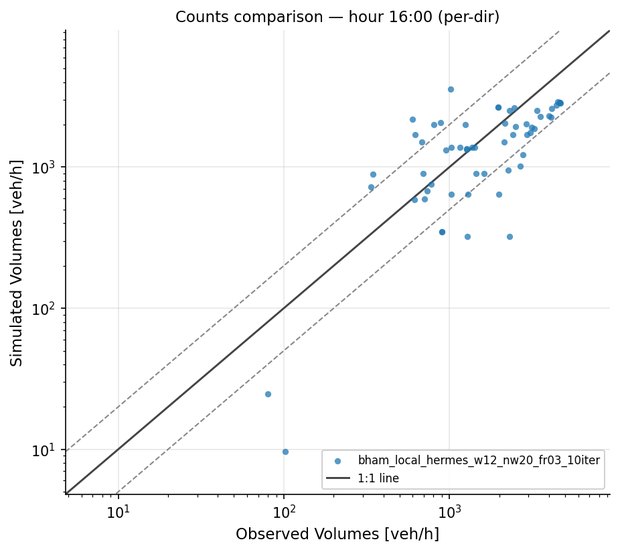 Counts comparison — hour 16:00 (per-dir)
Simulated Volumes [veh/h]
10³
10²
10¹
bham_local_hermes_w12_nw20_fr03_10iter
1:1 line
10¹ 10² 10³
Observed Volumes [veh/h]